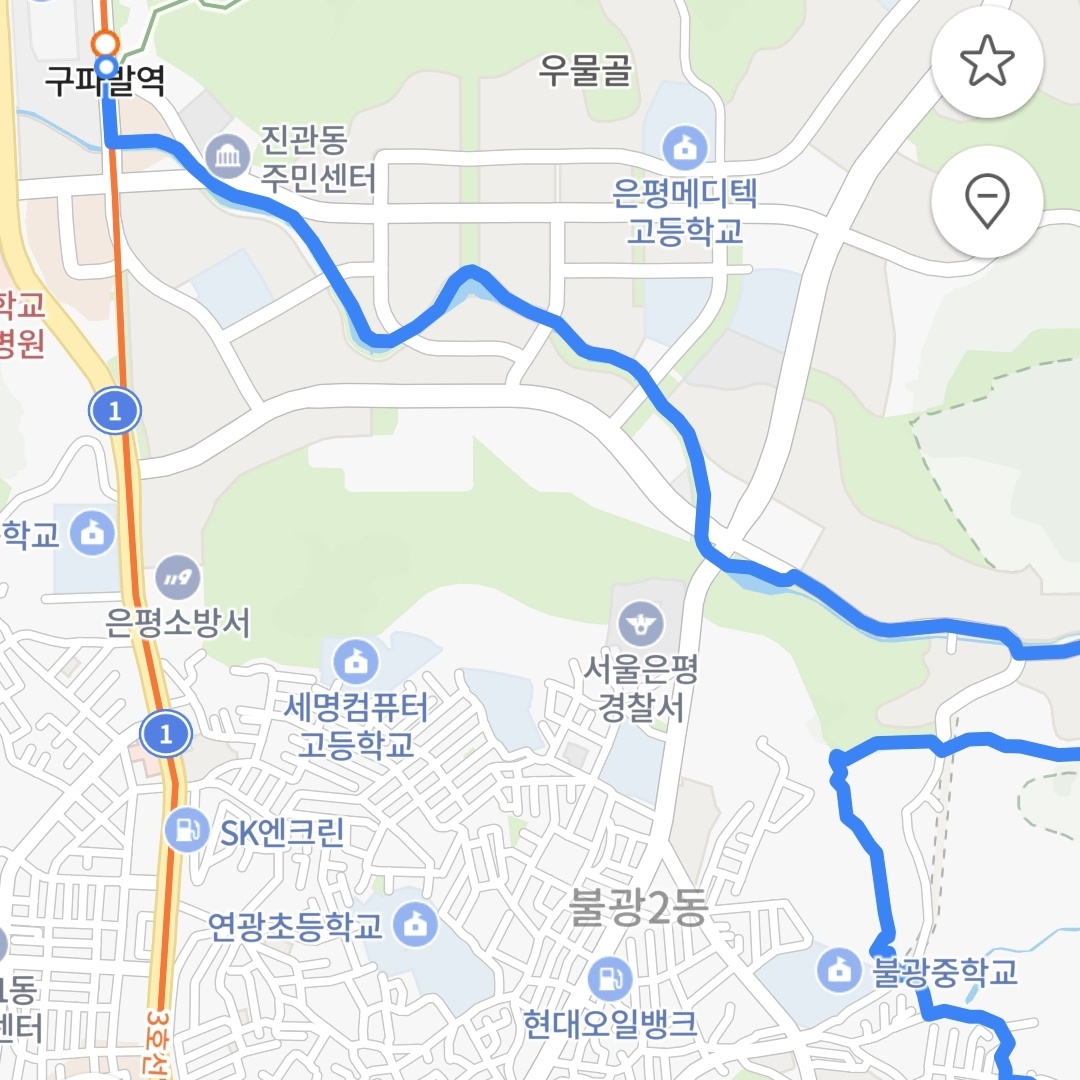 구파발역
우물골
진관동
주민센터
은평메디텍
고등학교
학교
병원
1
학교
119
은평소방서
서울은평
경찰서
세명컴퓨터
고등학교
1
SK엔크린
불광2동
연광초등학교
불광중학교
현대오일뱅크
1동
센터
3호선